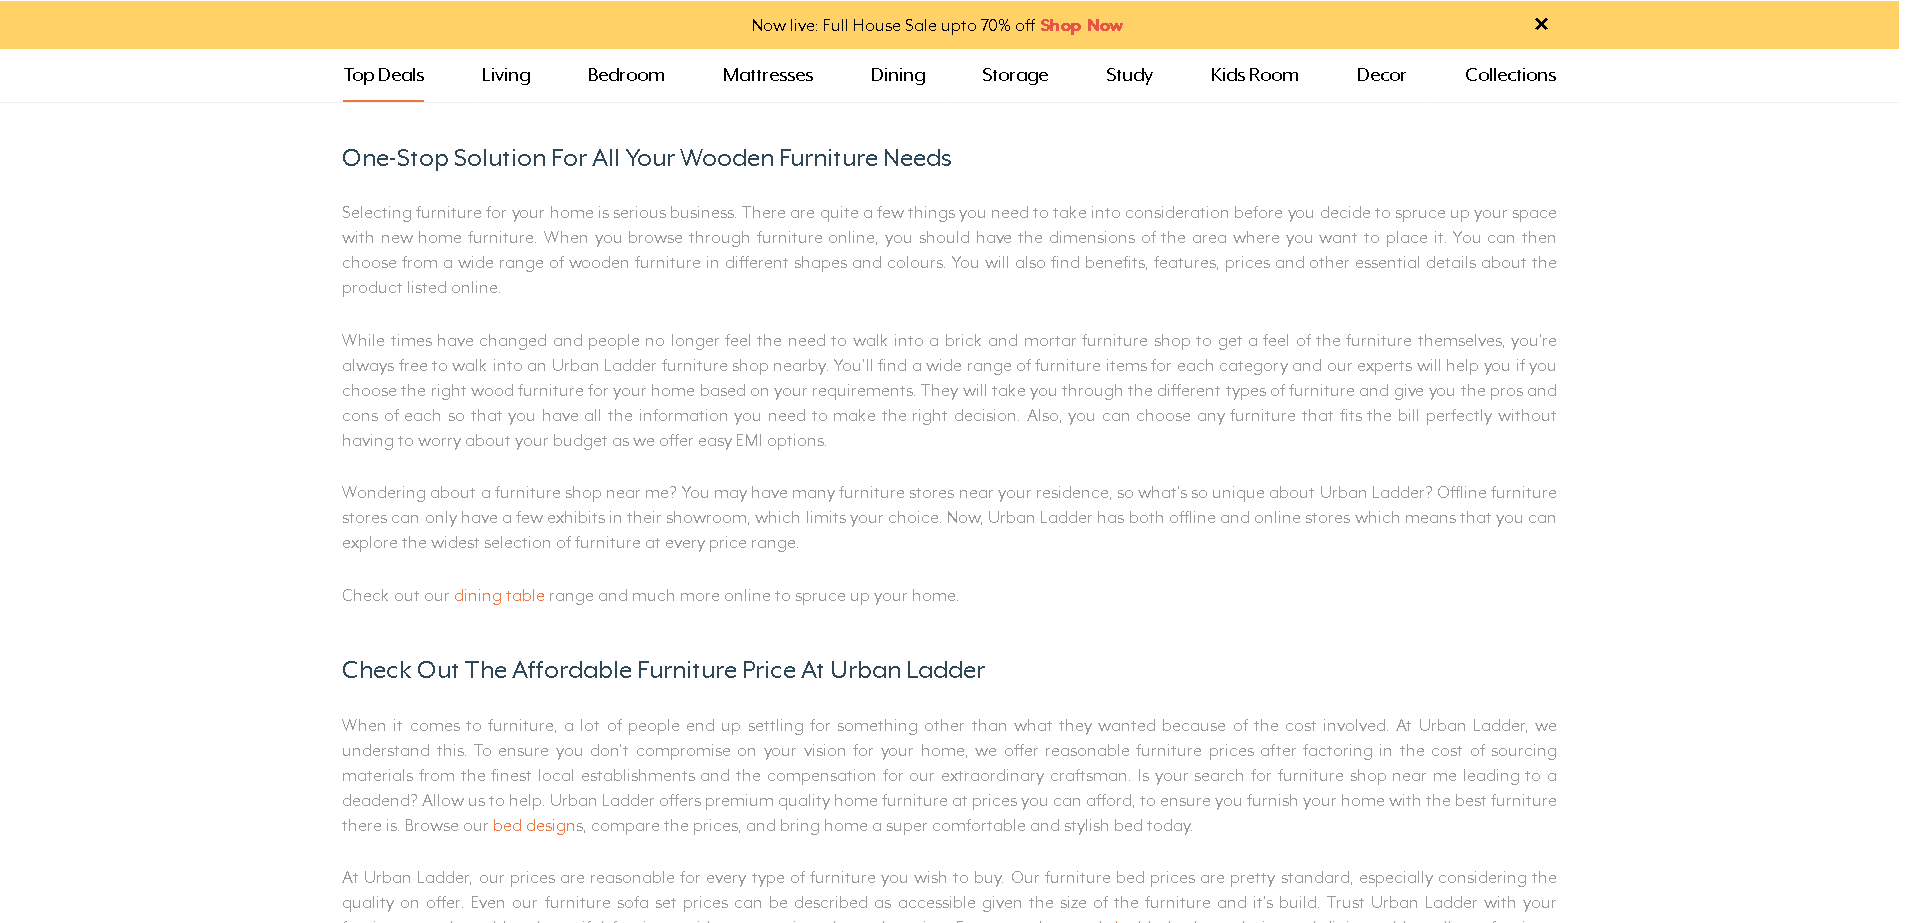 Now live: Full House Sale upto 70% off Shop Now ×
Top Deals Living Bedroom Mattresses Dining Storage Study Kids Room Decor Collections
One-Stop Solution For All Your Wooden Furniture Needs
Selecting furniture for your home is serious business. There are quite a few things you need to take into consideration before you decide to spruce up your space
with new home furniture. When you browse through furniture online, you should have the dimensions of the area where you want to place it. You can then
choose from a wide range of wooden furniture in different shapes and colours. You will also find benefits, features, prices and other essential details about the
product listed online.
While times have changed and people no longer feel the need to walk into a brick and mortar furniture shop to get a feel of the furniture themselves, you're
always free to walk into an Urban Ladder furniture shop nearby. You'll find a wide range of furniture items for each category and our experts will help you if you
choose the right wood furniture for your home based on your requirements. They will take you through the different types of furniture and give you the pros and
cons of each so that you have all the information you need to make the right decision. Also, you can choose any furniture that fits the bill perfectly without
having to worry about your budget as we offer easy EMI options.
Wondering about a furniture shop near me? You may have many furniture stores near your residence, so what's so unique about Urban Ladder? Offline furniture
stores can only have a few exhibits in their showroom, which limits your choice. Now, Urban Ladder has both offline and online stores which means that you can
explore the widest selection of furniture at every price range.
Check out our dining table range and much more online to spruce up your home.
Check Out The Affordable Furniture Price At Urban Ladder
When it comes to furniture, a lot of people end up settling for something other than what they wanted because of the cost involved. At Urban Ladder, we
understand this. To ensure you don't compromise on your vision for your home, we offer reasonable furniture prices after factoring in the cost of sourcing
materials from the finest local establishments and the compensation for our extraordinary craftsman. Is your search for furniture shop near me leading to a
deadend? Allow us to help. Urban Ladder offers premium quality home furniture at prices you can afford, to ensure you furnish your home with the best furniture
there is. Browse our bed designs, compare the prices, and bring home a super comfortable and stylish bed today.
At Urban Ladder, our prices are reasonable for every type of furniture you wish to buy. Our furniture bed prices are pretty standard, especially considering the
quality on offer. Even our furniture sofa set prices can be described as accessible given the size of the furniture and it's build. Trust Urban Ladder with your